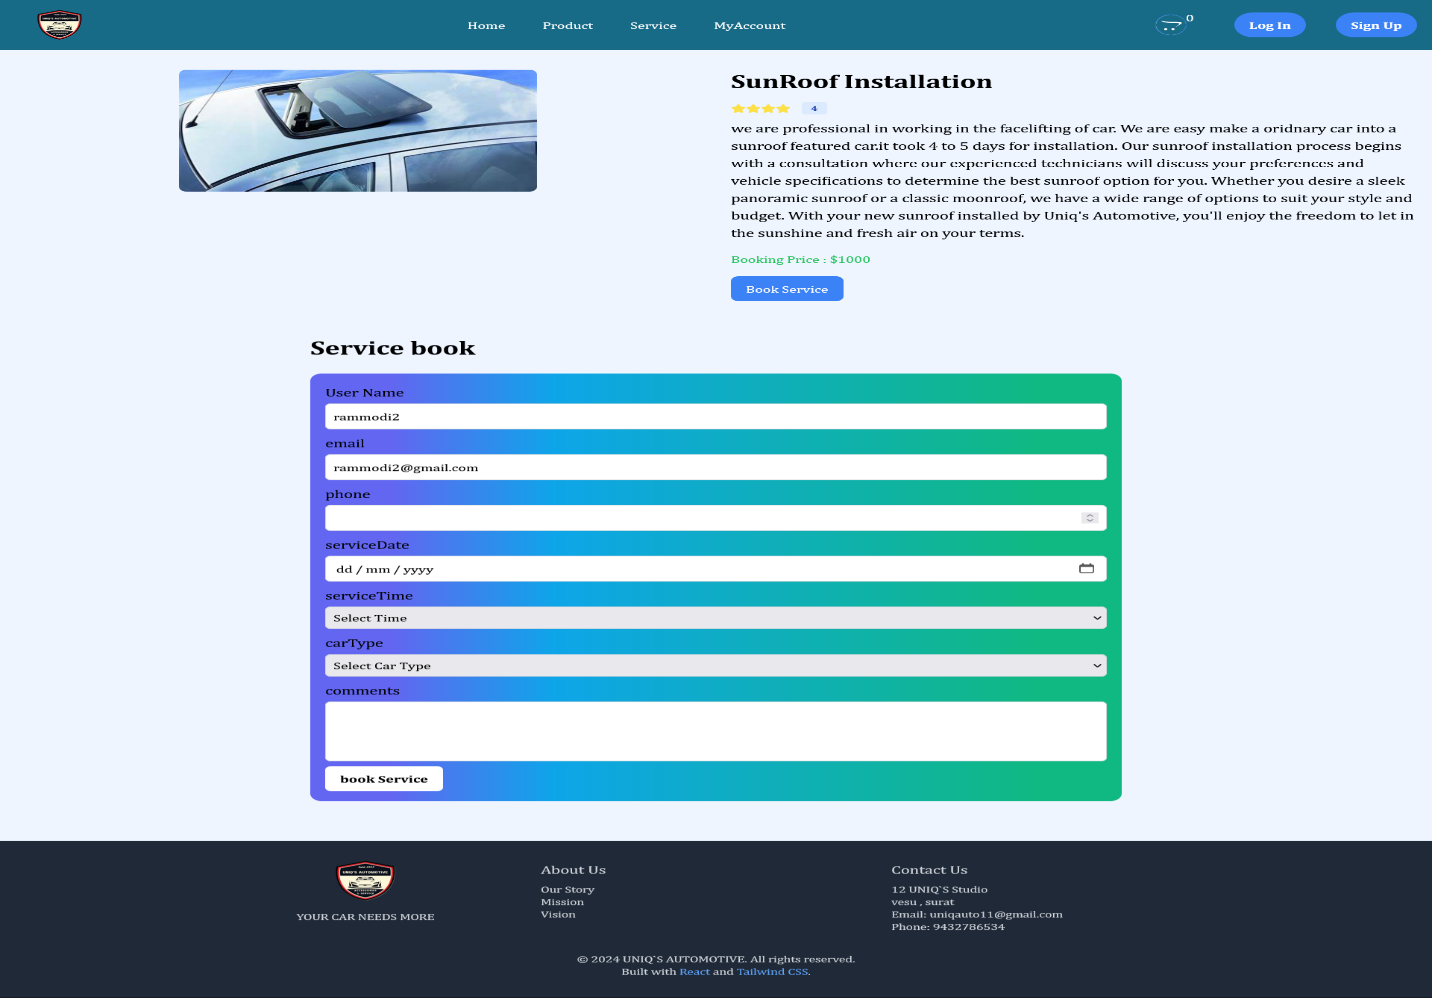 UNIQ'S AUTOMOTIVE
Home
Product
Service
MyAccount
0
Log In
Sign Up
SunRoof Installation
4
we are professional in working in the facelifting of car. We are easy make a oridnary car into a
sunroof featured car.it took 4 to 5 days for installation. Our sunroof installation process begins
with a consultation where our experienced technicians will discuss your preferences and
vehicle specifications to determine the best sunroof option for you. Whether you desire a sleek
panoramic sunroof or a classic moonroof, we have a wide range of options to suit your style and
budget. With your new sunroof installed by Uniq's Automotive, you'll enjoy the freedom to let in
the sunshine and fresh air on your terms.
Booking Price : $1000
Book Service
Service book
User Name
rammodi2
email
rammodi2@gmail.com
phone
serviceDate
dd / mm / yyyy
serviceTime
Select Time
carType
Select Car Type
comments
book Service
UNIQ'S AUTOMOTIVE
YOUR CAR NEEDS MORE
About Us
Our Story
Mission
Vision
Contact Us
12 UNIQ`S Studio
vesu , surat
Email: uniqauto11@gmail.com
Phone: 9432786534
© 2024 UNIQ`S AUTOMOTIVE. All rights reserved.
Built with React and Tailwind CSS.